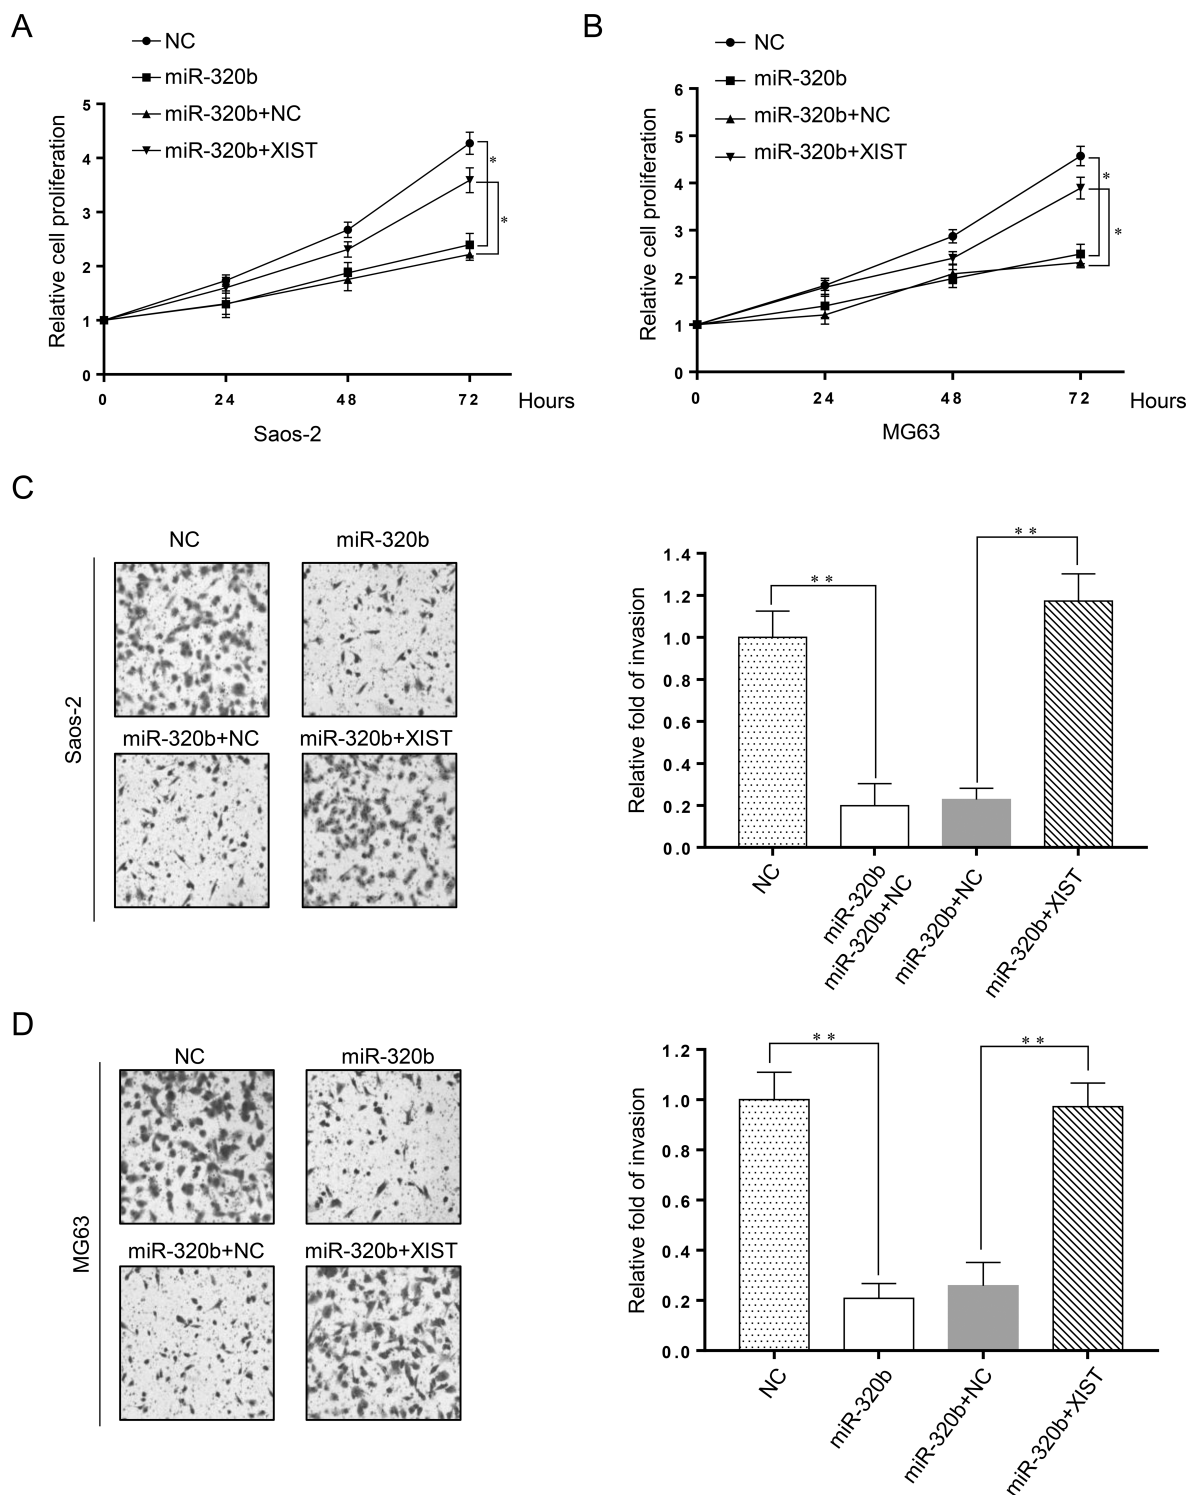 A
NC
miR-320b
miR-320b+NC
miR-320b+XIST
Relative cell proliferation
5
4
3
2
1
0
*
*
0 24 48 72 Hours
Saos-2
B
NC
miR-320b
miR-320b+NC
miR-320b+XIST
Relative cell proliferation
6
5
4
3
2
1
0
*
*
0 24 48 72 Hours
MG63
C
Saos-2
NC miR-320b
miR-320b+NC miR-320b+XIST
Relative fold of invasion
1.4
1.2
1.0
0.8
0.6
0.4
0.2
0.0
**
**
NC
miR-320b
miR-320b+NC
miR-320b+NC
miR-320b+XIST
D
MG63
NC miR-320b
miR-320b+NC miR-320b+XIST
Relative fold of invasion
1.2
1.0
0.8
0.6
0.4
0.2
0.0
**
**
NC
miR-320b
miR-320b+NC
miR-320b+XIST